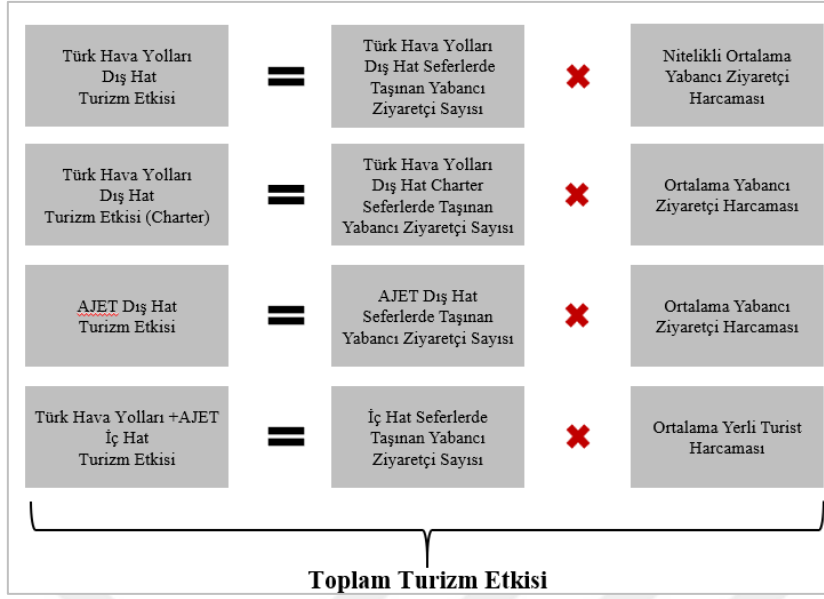 Türk Hava Yolları
Dış Hat
Turizm Etkisi
=
Türk Hava Yolları
Dış Hat Seferlerde
Taşınan Yabancı
Ziyaretçi Sayısı
×
Nitelikli Ortalama
Yabancı Ziyaretçi
Harcaması
Türk Hava Yolları
Dış Hat
Turizm Etkisi (Charter)
=
Türk Hava Yolları
Dış Hat Charter
Seferlerde Taşınan
Yabancı Ziyaretçi Sayısı
×
Ortalama Yabancı
Ziyaretçi Harcaması
AJET Dış Hat
Turizm Etkisi
=
AJET Dış Hat
Seferlerde Taşınan
Yabancı Ziyaretçi Sayısı
×
Ortalama Yabancı
Ziyaretçi Harcaması
Türk Hava Yolları +AJET
İç Hat
Turizm Etkisi
=
İç Hat Seferlerde
Taşınan Yabancı
Ziyaretçi Sayısı
×
Ortalama Yerli Turist
Harcaması
Toplam Turizm Etkisi